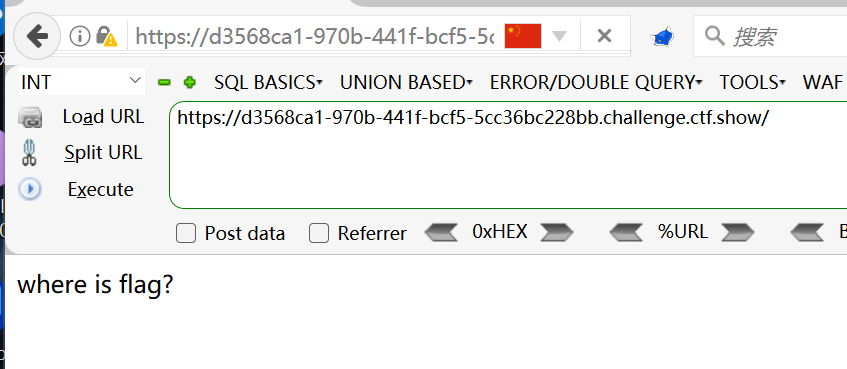 https://d3568ca1-970b-441f-bcf5-5c
搜索
INT
SQL BASICS
UNION BASED
ERROR/DOUBLE QUERY
TOOLS
WAF
Load URL
https://d3568ca1-970b-441f-bcf5-5cc36bc228bb.challenge.ctf.show/
Split URL
Execute
Post data
Referrer
0xHEX
%URL
where is flag?